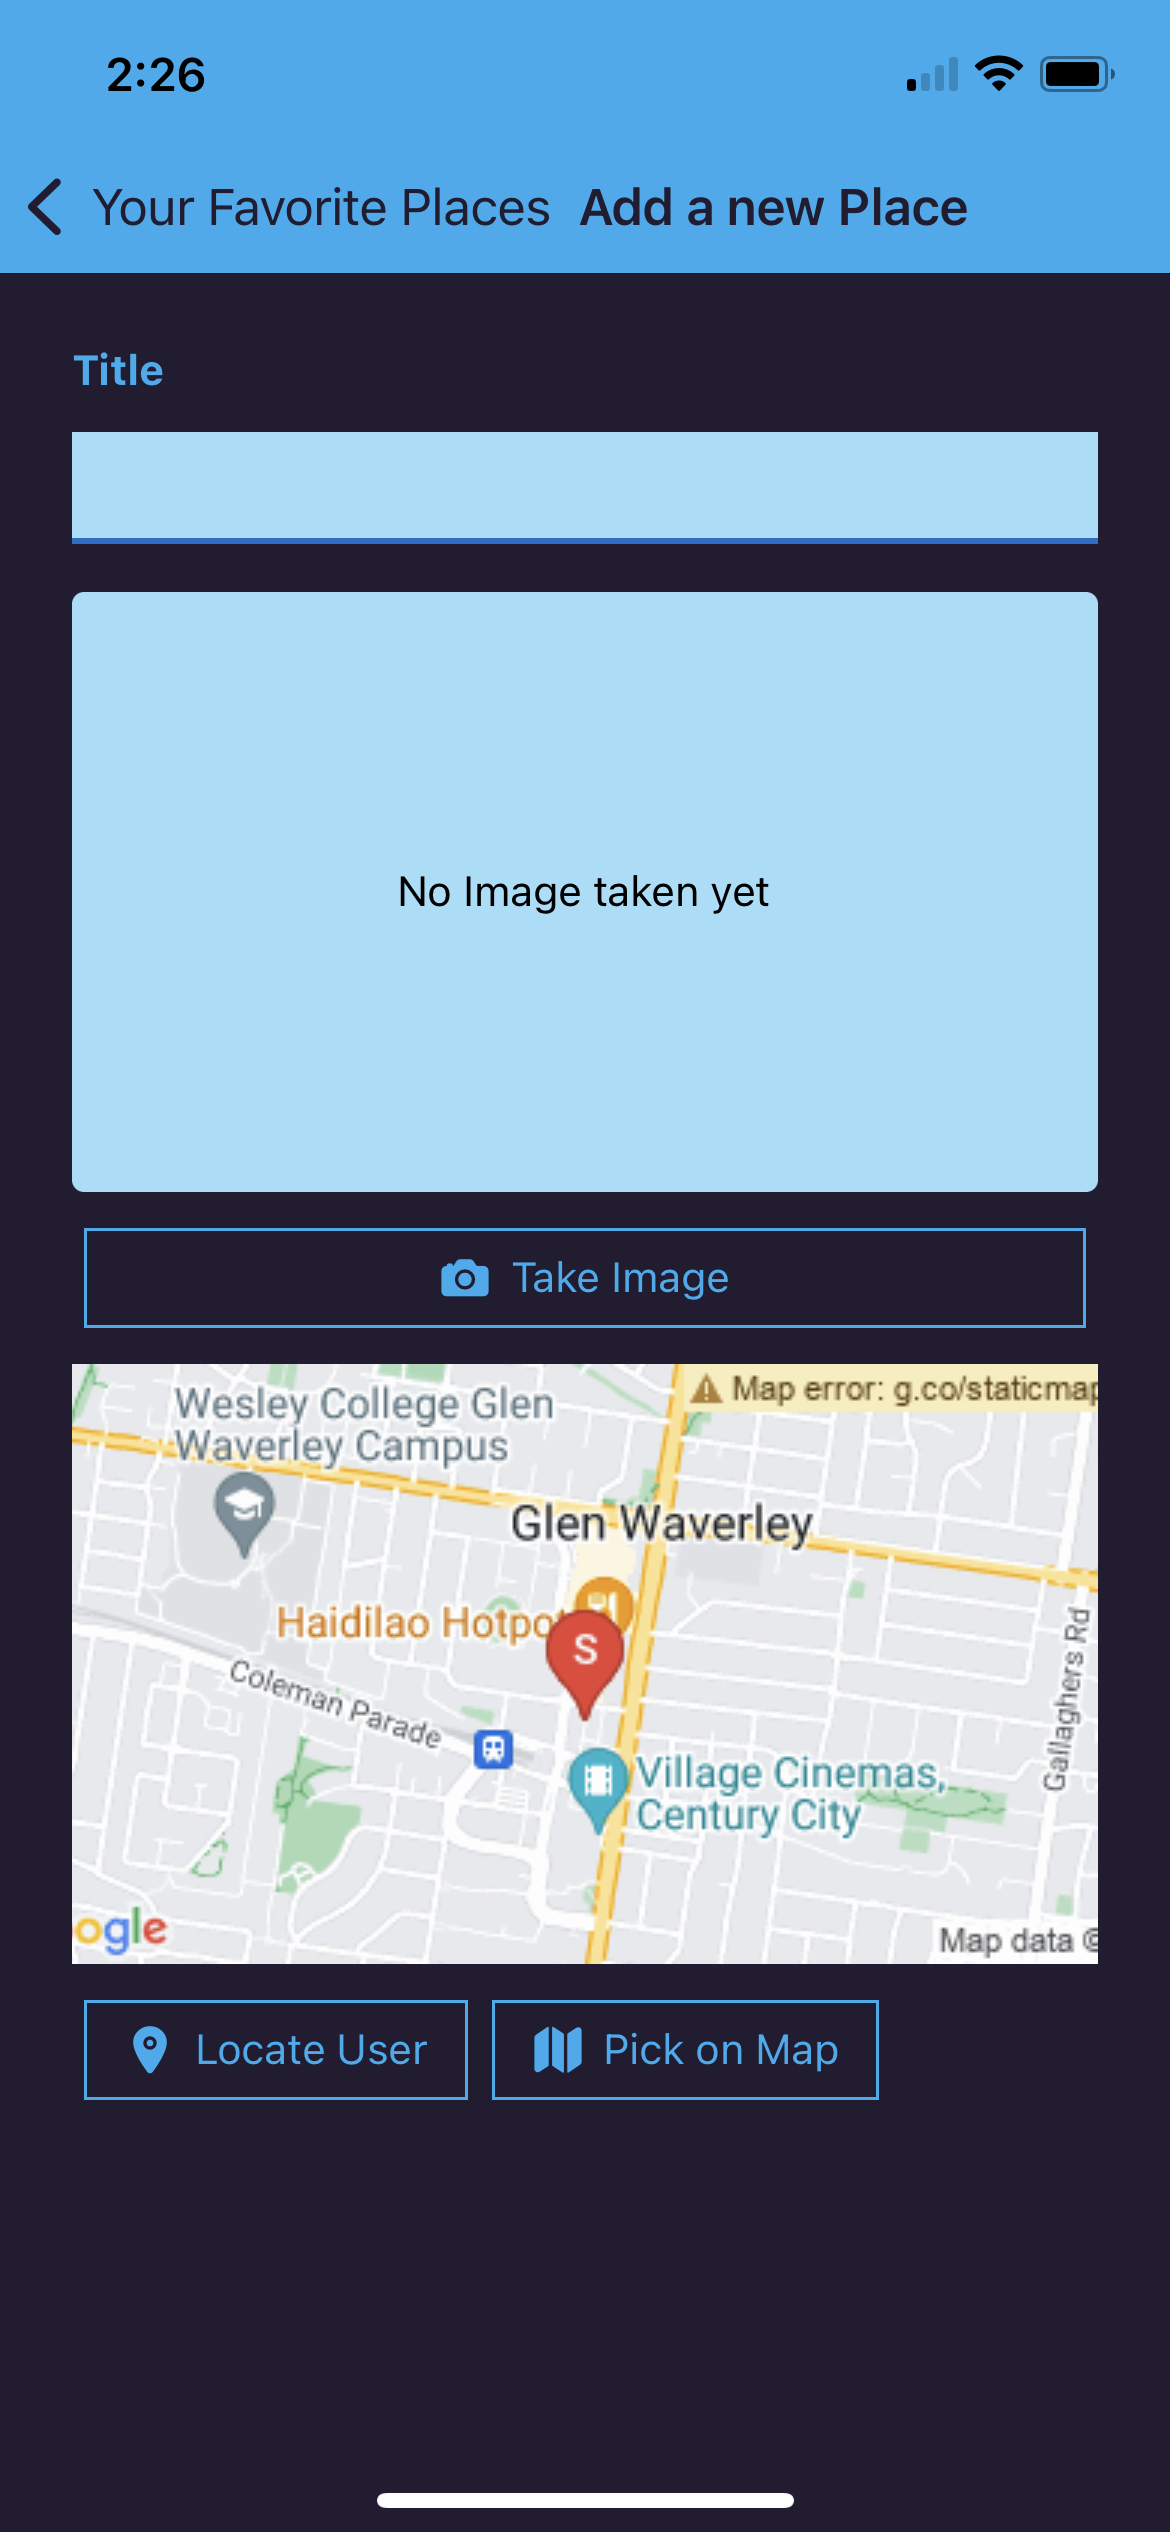 2:26
Your Favorite Places Add a new Place
Title
No Image taken yet
Take Image
Wesley College Glen
Waverley Campus
Map error: g.co/staticmap
Glen Waverley
Haidilao Hotpot
S
Coleman Parade
Gallaghers Rd
Village Cinemas,
Century City
ogle
Map data ©
Locate User
Pick on Map